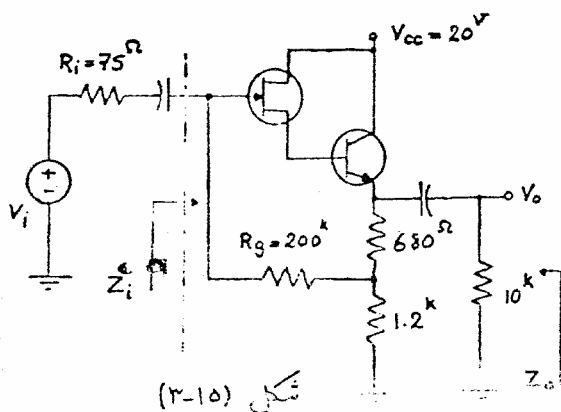 Vcc = 20V
Ri = 75Ω
+
-
Vi
Zi
Rg = 200k
680Ω
Vo
1.2k
10k
Zo
شکل (۳-۱۵)